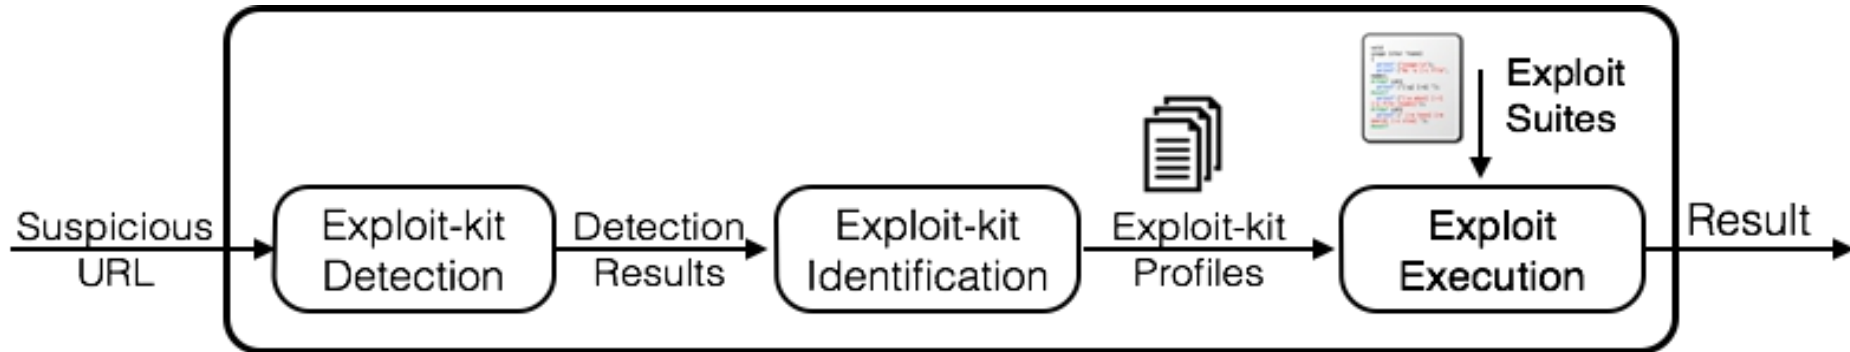 Suspicious
URL
Exploit-kit
Detection
Detection
Results
Exploit-kit
Identification
Exploit-kit
Profiles
Exploit
Suites
Exploit
Execution
Result